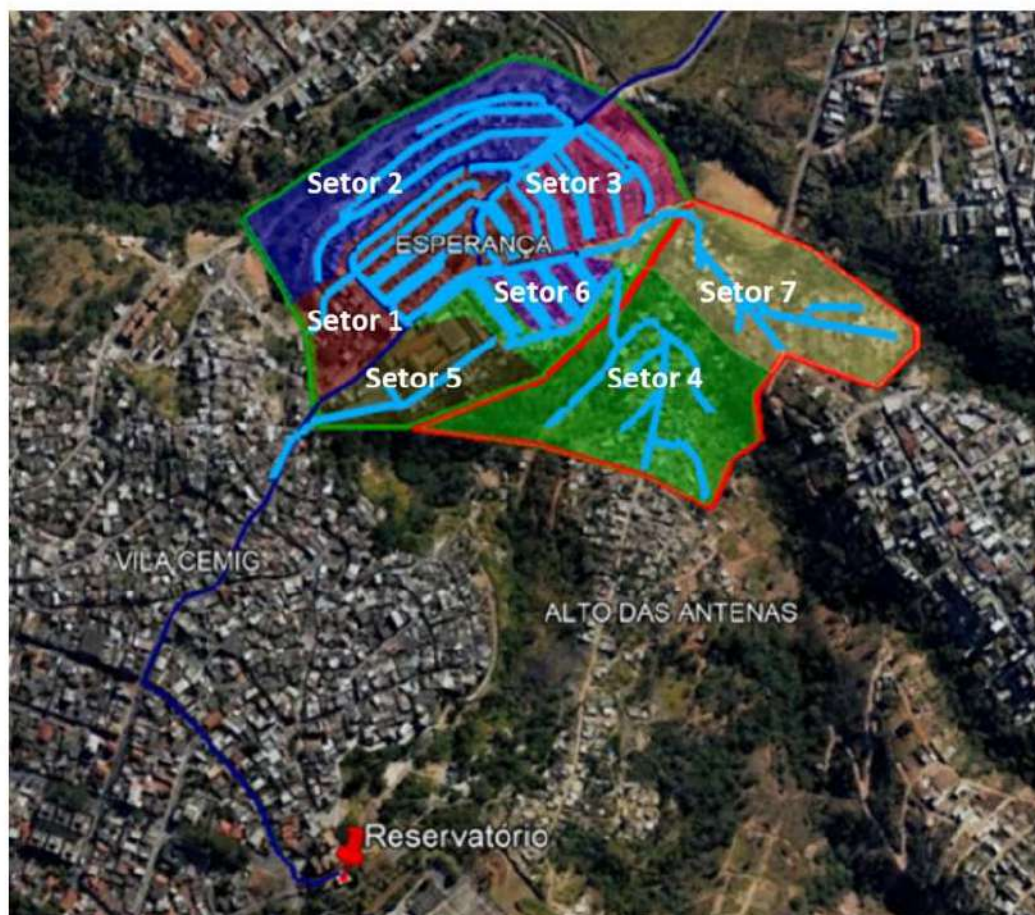 Setor 2
Setor 3
ESPERANÇA
Setor 6
Setor 7
Setor 1
Setor 5
Setor 4
VILA CEMIG
ALTO DAS ANTENAS
Reservatório